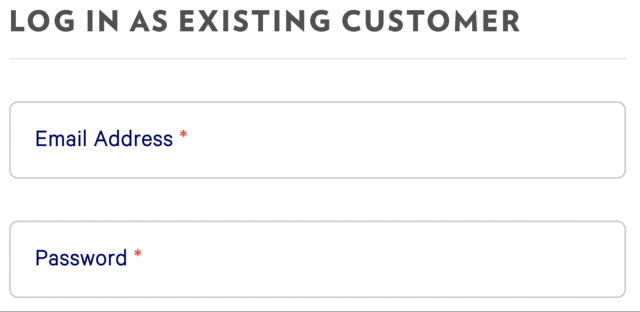 LOG IN AS EXISTING CUSTOMER
Email Address *
Password *